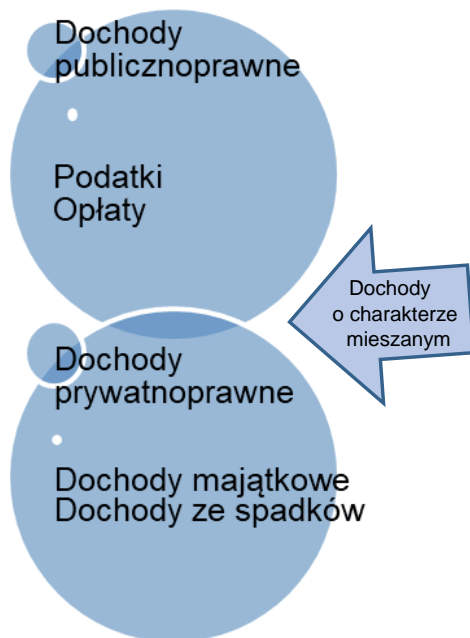 Dochody
publicznoprawne
Podatki
Opłaty
Dochody
o charakterze
mieszanym
Dochody
prywatnoprawne
Dochody majątkowe
Dochody ze spadków